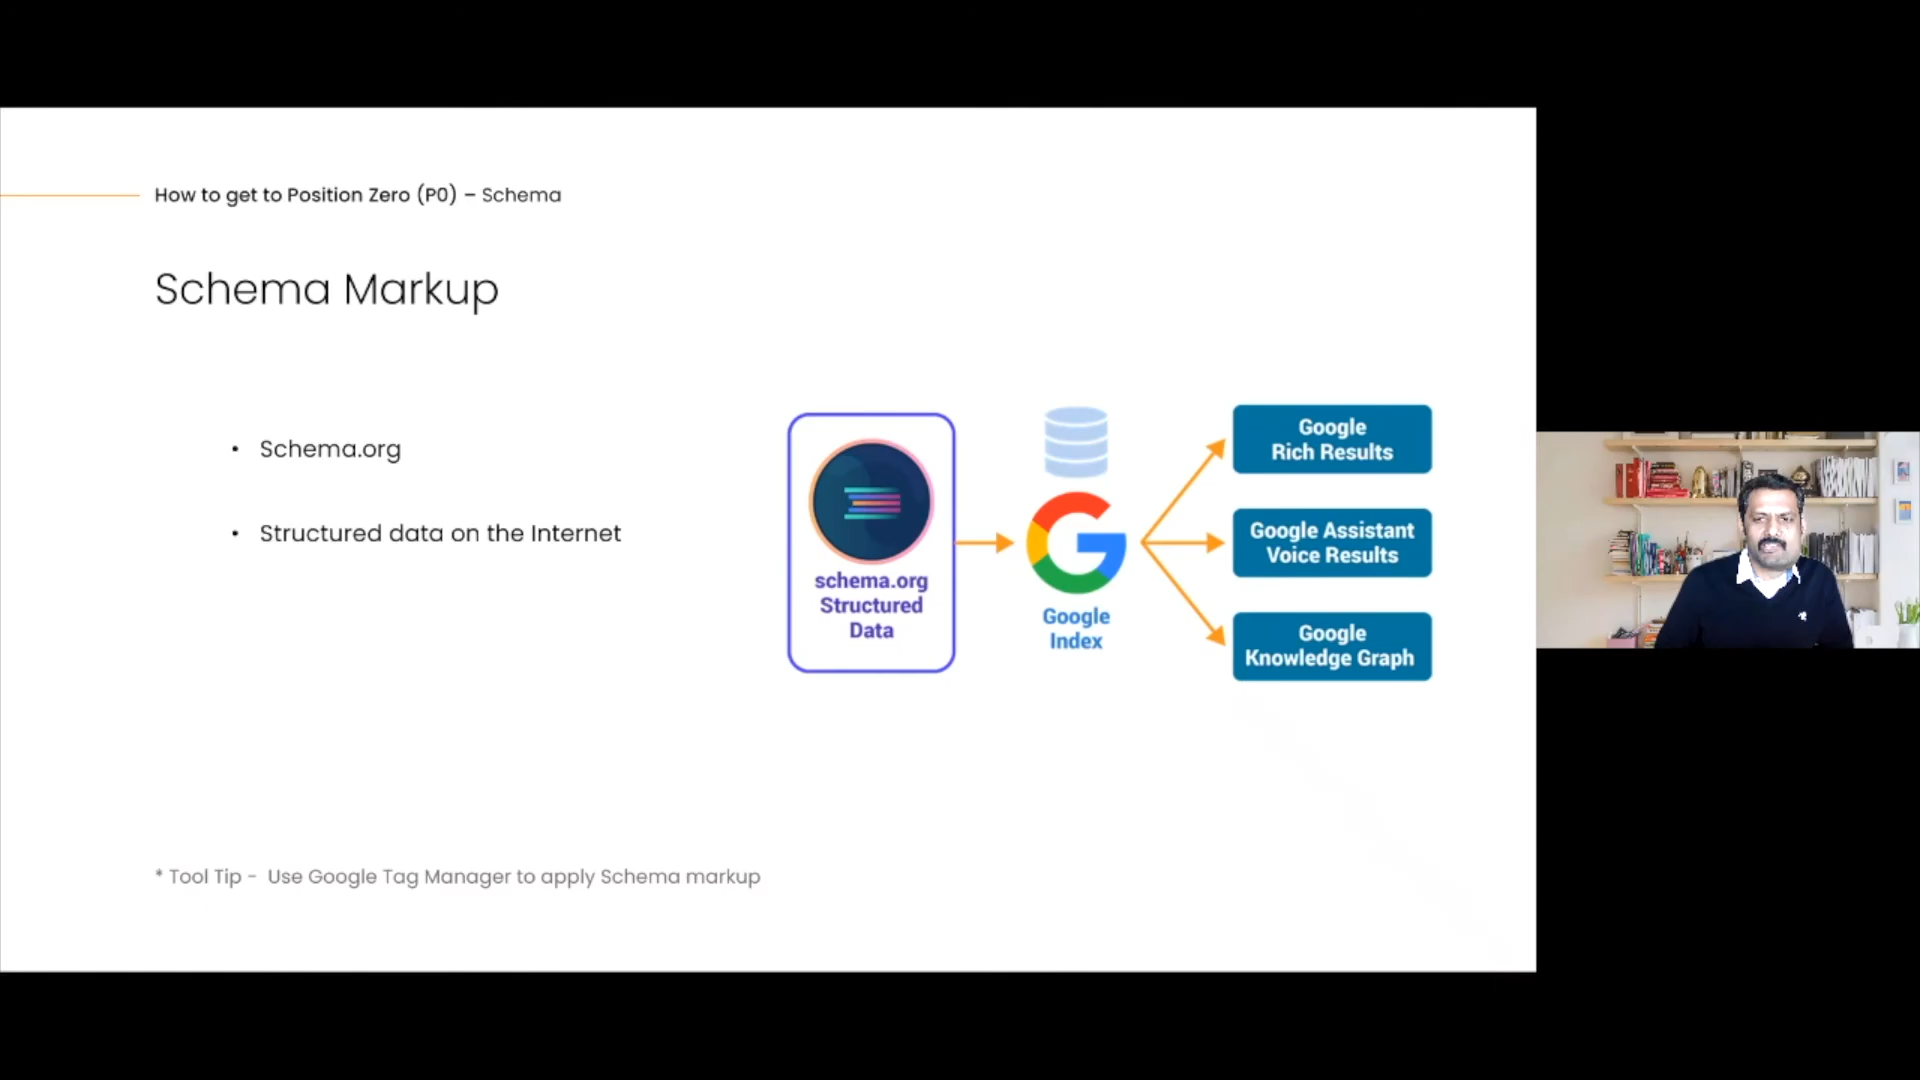 How to get to Position Zero (P0) – Schema
Schema Markup
• Schema.org
• Structured data on the Internet
schema.org
Structured
Data
Google
Index
Google
Rich Results
Google Assistant
Voice Results
Google
Knowledge Graph
* Tool Tip - Use Google Tag Manager to apply Schema markup